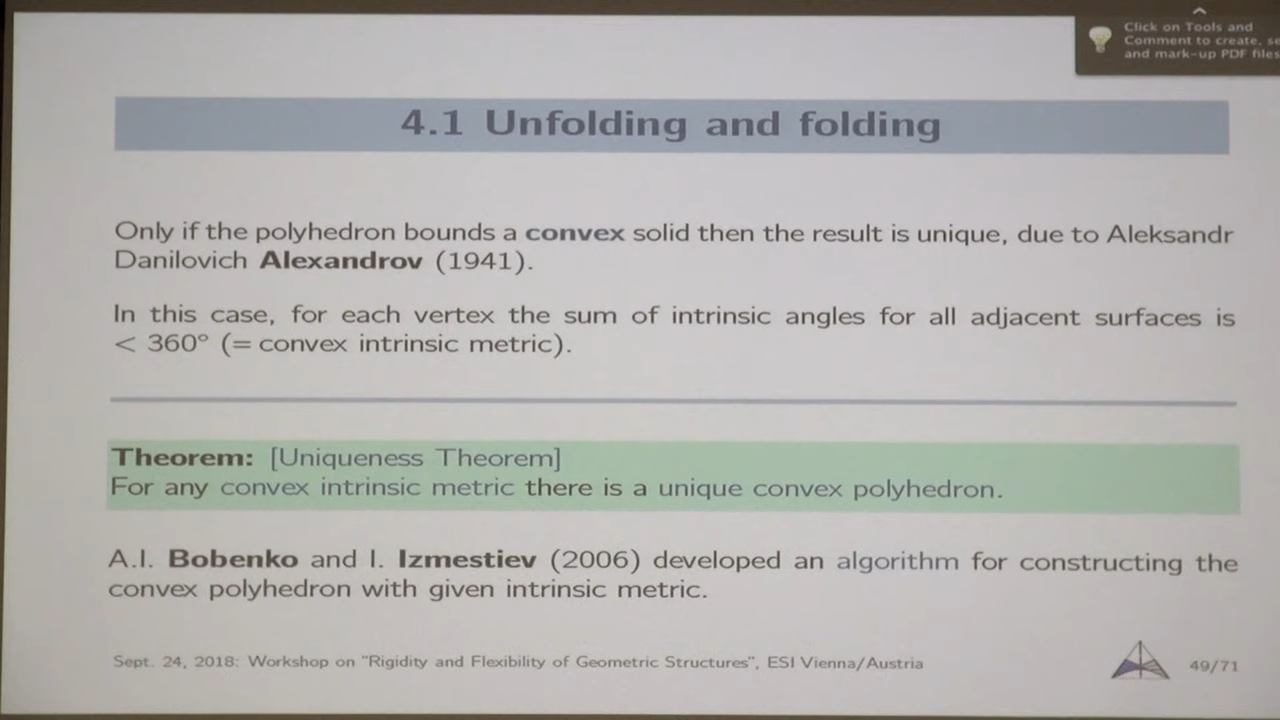 Click on Tools and
Comment to create, se
and mark-up PDF files
4.1 Unfolding and folding
Only if the polyhedron bounds a convex solid then the result is unique, due to Aleksandr
Danilovich Alexandrov (1941).
In this case, for each vertex the sum of intrinsic angles for all adjacent surfaces is
< 360° (= convex intrinsic metric).
Theorem: [Uniqueness Theorem]
For any convex intrinsic metric there is a unique convex polyhedron.
A.I. Bobenko and I. Izmestiev (2006) developed an algorithm for constructing the
convex polyhedron with given intrinsic metric.
Sept. 24, 2018: Workshop on "Rigidity and Flexibility of Geometric Structures", ESI Vienna/Austria
49/71